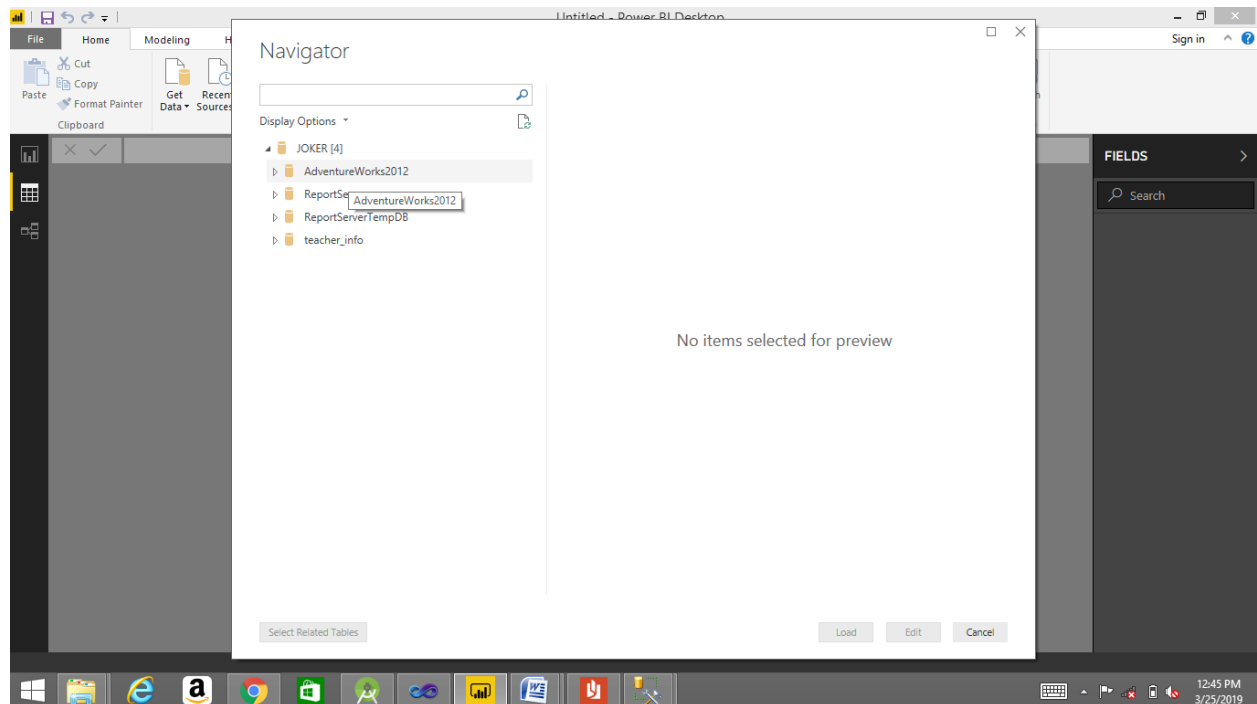 Untitled - Power BI Desktop
File Home Modeling H
Sign in
Cut
Copy
Format Painter
Paste
Clipboard
Get Data
Recen
Sources
Navigator
Display Options
JOKER [4]
AdventureWorks2012
ReportSe
AdventureWorks2012
ReportServerTempDB
teacher_info
No items selected for preview
Select Related Tables
Load Edit Cancel
FIELDS
Search
12:45 PM
3/25/2019